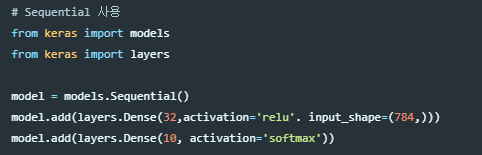 # Sequential 사용
from keras import models
from keras import layers

model = models.Sequential()
model.add(layers.Dense(32,activation='relu'. input_shape=(784,)))
model.add(layers.Dense(10, activation='softmax'))